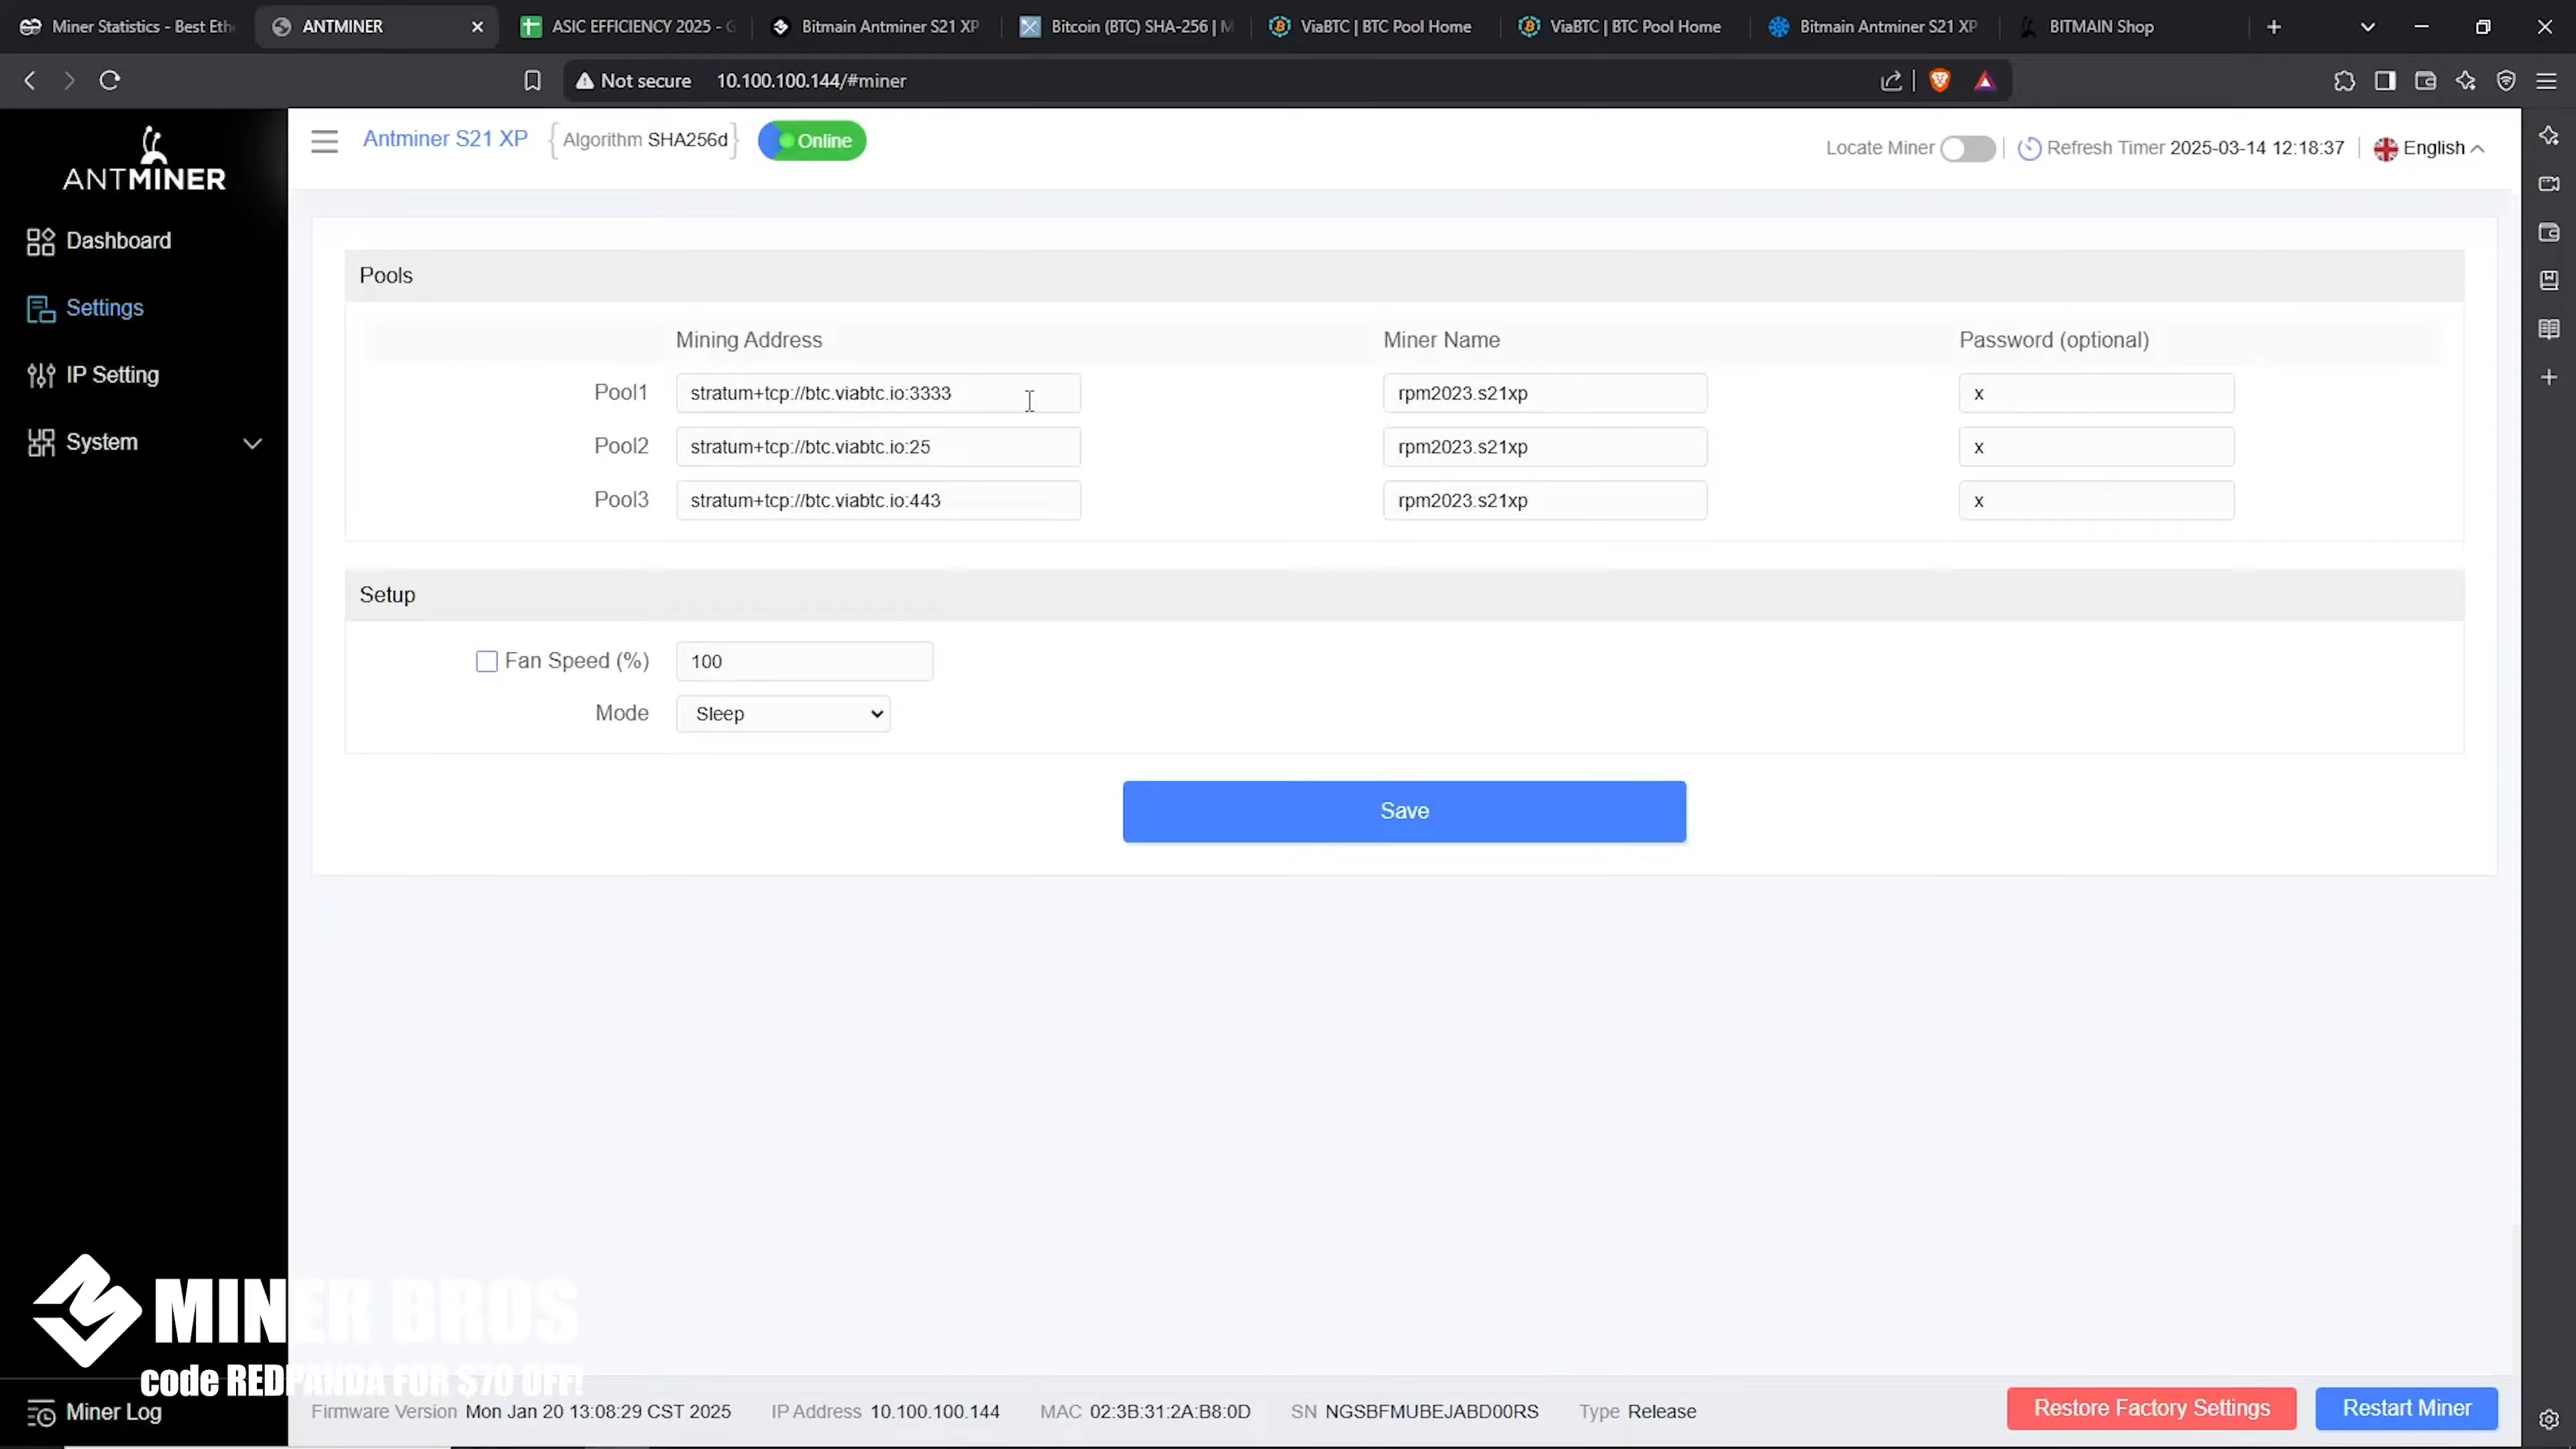 Miner Statistics - Best Eth
ANTMINER
ASIC EFFICIENCY 2025 - G
Bitmain Antminer S21 XP
Bitcoin (BTC) SHA-256 | M
ViaBTC | BTC Pool Home
ViaBTC | BTC Pool Home
Bitmain Antminer S21 XP
BITMAIN Shop
Not secure 10.100.100.144/#miner
ANTMINER
Dashboard
Settings
IP Setting
System
Antminer S21 XP {Algorithm SHA256d} Online
Locate Miner | Refresh Timer 2025-03-14 12:18:37 | English
Pools
Mining Address Miner Name Password (optional)
Pool1 stratum+tcp://btc.viabtc.io:3333 rpm2023.s21xp x
Pool2 stratum+tcp://btc.viabtc.io:25 rpm2023.s21xp x
Pool3 stratum+tcp://btc.viabtc.io:443 rpm2023.s21xp x
Setup
Fan Speed (%) 100
Mode Sleep
Save
MINER BROS
code REDPANDA FOR $70 OFF!
Miner Log
Firmware Version Mon Jan 20 13:08:29 CST 2025 IP Address 10.100.100.144 MAC 02:3B:31:2A:B8:0D SN NGSBFMUBEJABD00RS Type Release
Restore Factory Settings
Restart Miner